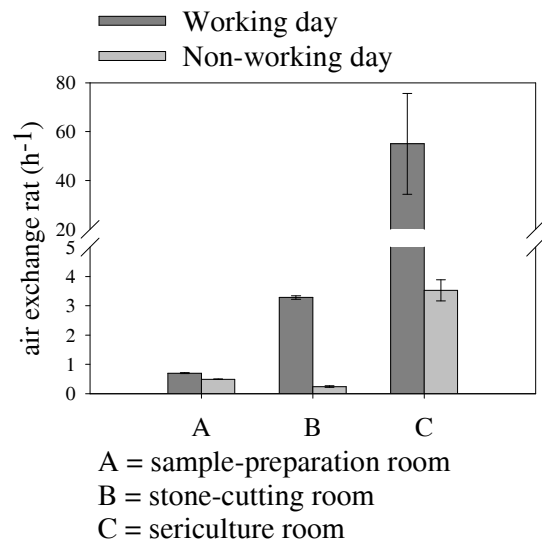 Working day
Non-working day
80
60
40
20
5
4
3
2
1
0
air exchange rat (h-1)
A B C
A = sample-preparation room
B = stone-cutting room
C = sericulture room